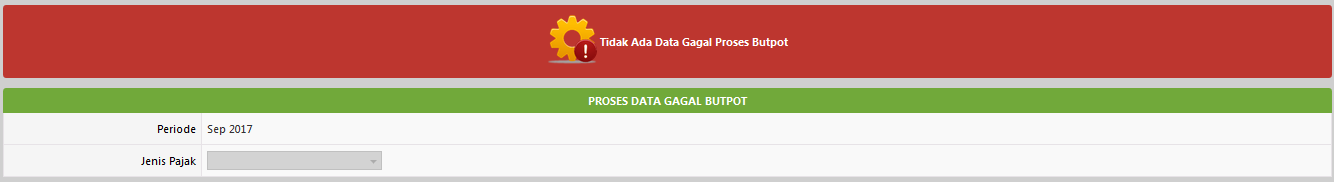 Tidak Ada Data Gagal Proses Butpot
PROSES DATA GAGAL BUTPOT
Periode Sep 2017
Jenis Pajak